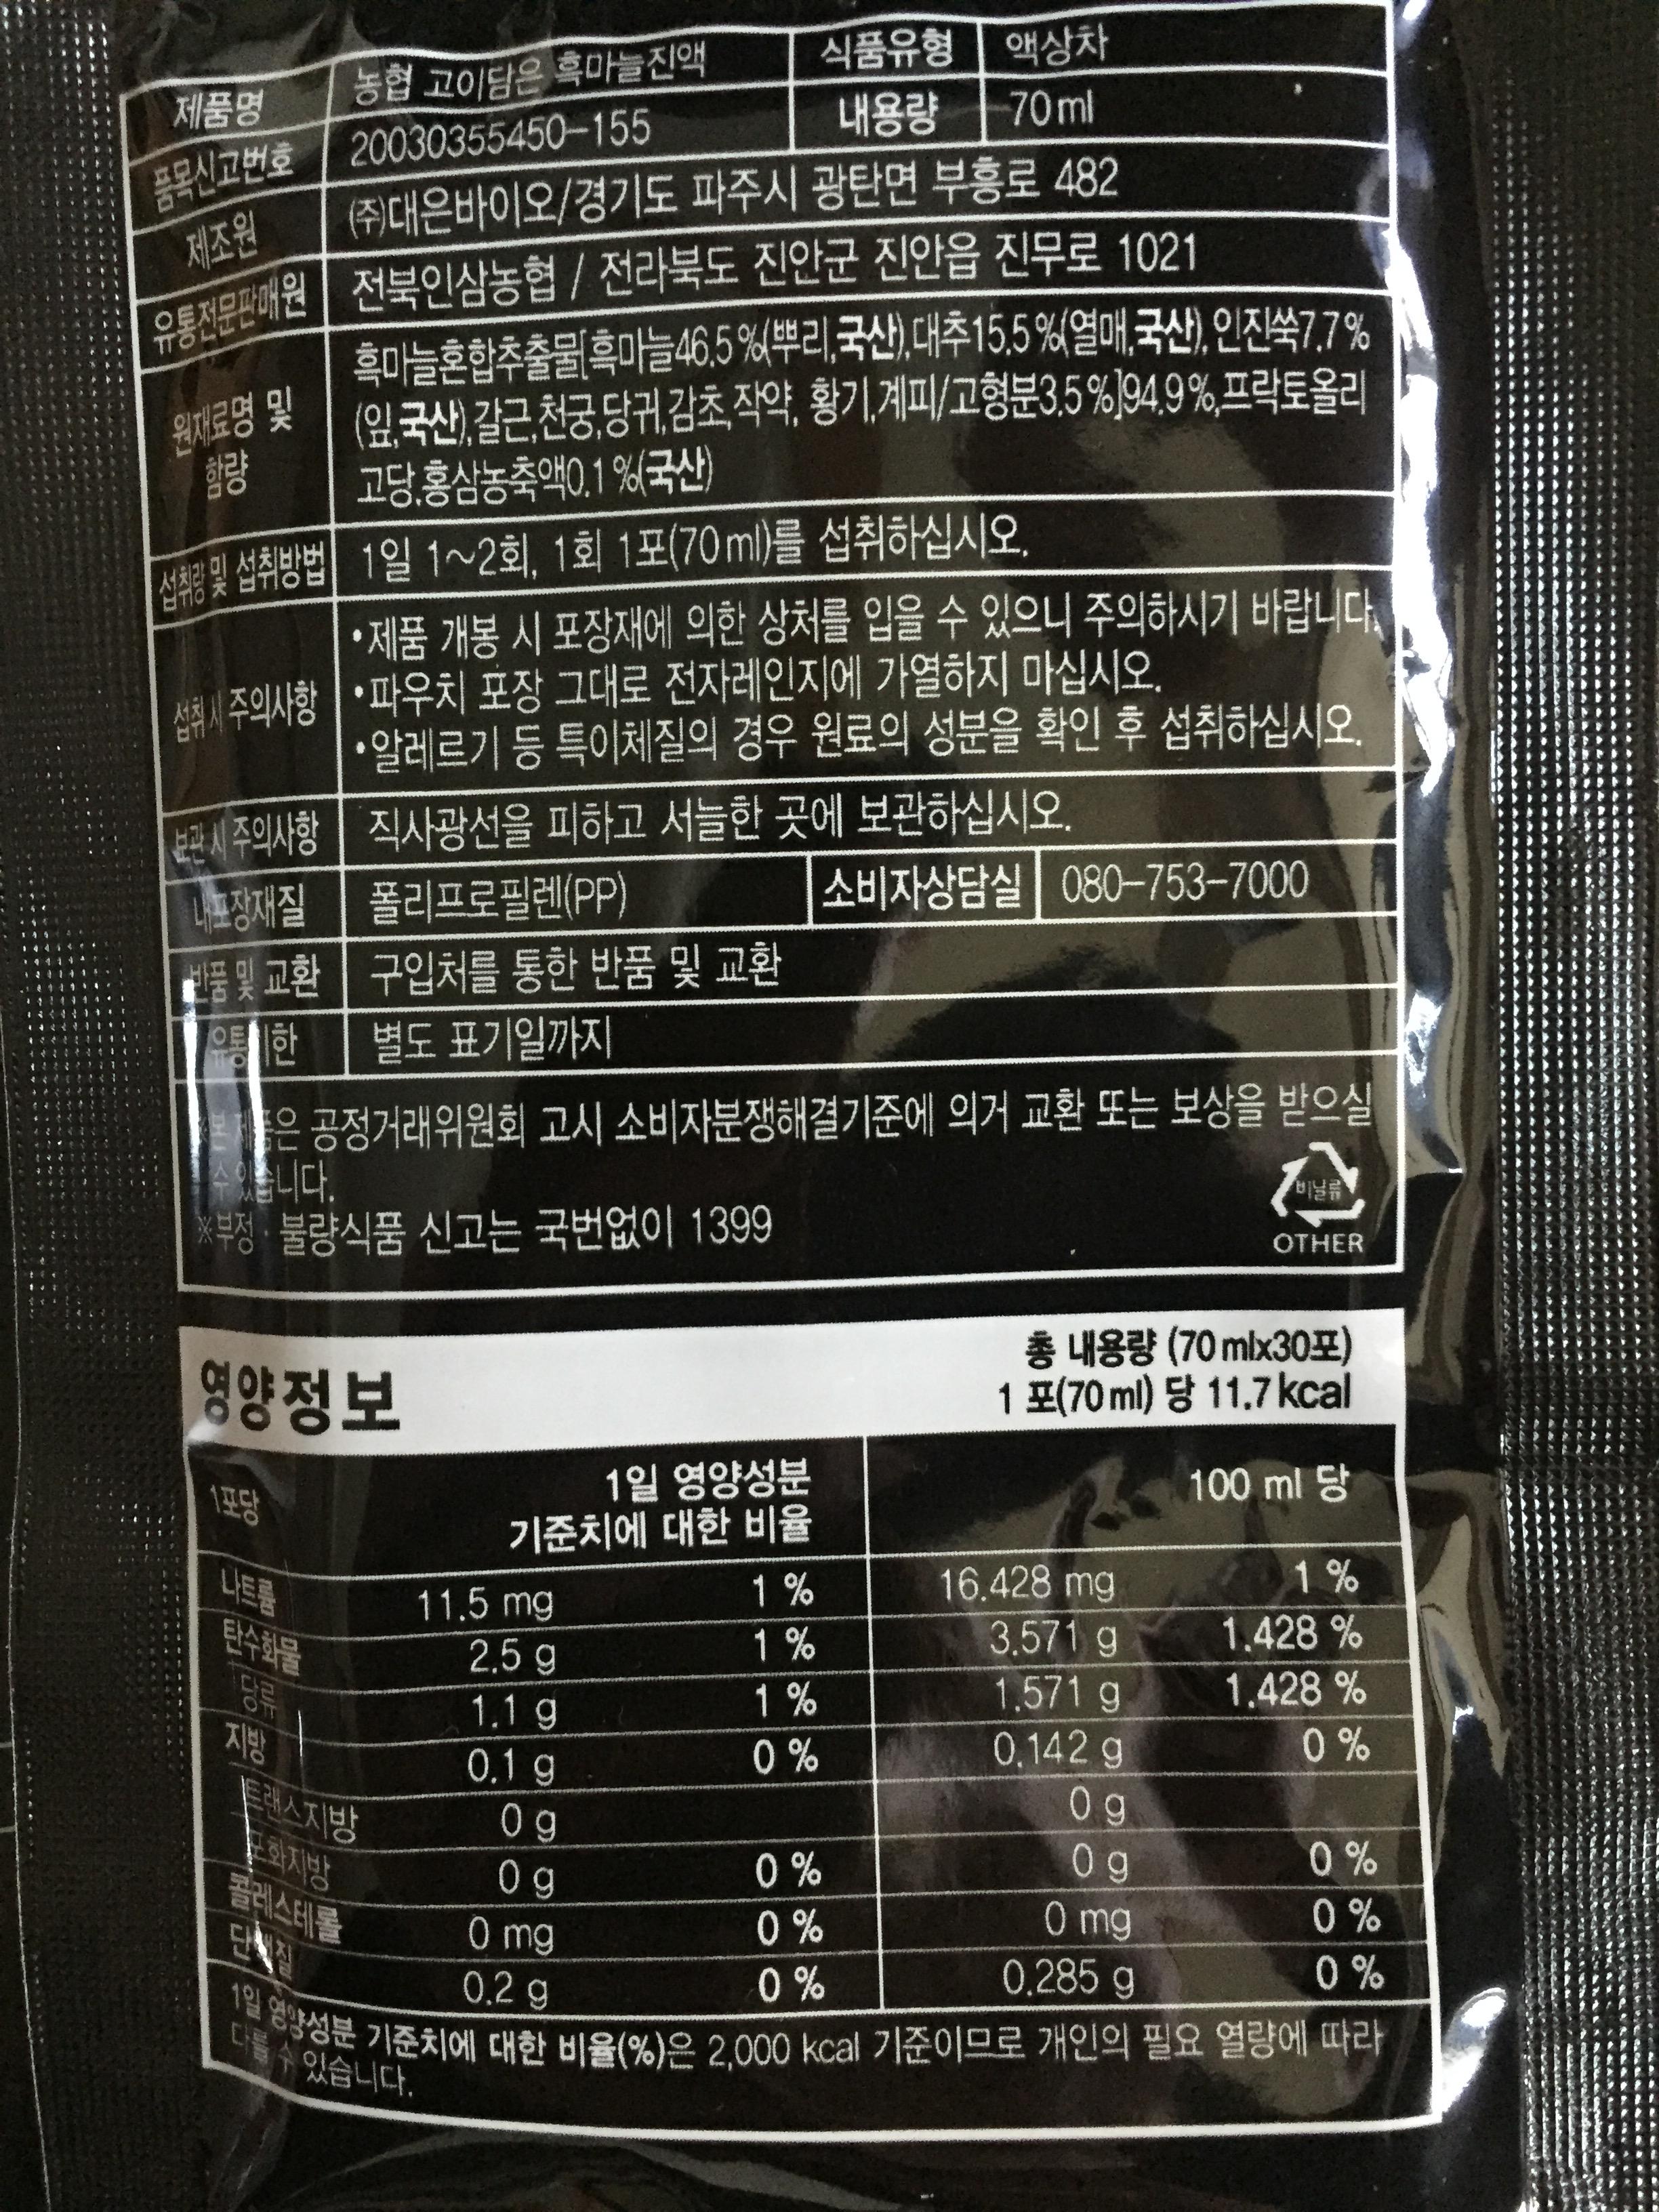 제품명 농협 고이담은 흑마늘진액 식품유형 액상차
품목신고번호 20030355450-155 내용량 70ml
제조원 (주)대은바이오/경기도 파주시 광탄면 부흥로 482
유통전문판매원 전북인삼농협 / 전라북도 진안군 진안읍 진무로 1021
원재료명 및 함량
흑마늘혼합추출물[흑마늘46.5%(뿌리,국산),대추15.5%(열매,국산),인진쑥7.7%
(잎,국산),갈근,천궁,당귀,감초,작약, 황기,계피/고형분3.5%]94.9%,프락토올리
고당,홍삼농축액0.1%(국산)
섭취량 및 섭취방법 1일 1~2회, 1회 1포(70ml)를 섭취하십시오.
섭취 시 주의사항
•제품 개봉 시 포장재에 의한 상처를 입을 수 있으니 주의하시기 바랍니다.
•파우치 포장 그대로 전자레인지에 가열하지 마십시오.
•알레르기 등 특이체질의 경우 원료의 성분을 확인 후 섭취하십시오.
보관 시 주의사항 직사광선을 피하고 서늘한 곳에 보관하십시오.
내포장재질 폴리프로필렌(PP) 소비자상담실 080-753-7000
반품 및 교환 구입처를 통한 반품 및 교환
유통기한 별도 표기일까지
※본 제품은 공정거래위원회 고시 소비자분쟁해결기준에 의거 교환 또는 보상을 받으실
수 있습니다.
※부정·불량식품 신고는 국번없이 1399
비닐류
OTHER
영양정보
총 내용량 (70mlx30포)
1 포(70ml) 당 11.7kcal
1포당 1일 영양성분 기준치에 대한 비율 100 ml 당
나트륨 11.5 mg 1 % 16.428 mg 1 %
탄수화물 2.5 g 1 % 3.571 g 1.428 %
당류 1.1 g 1 % 1.571 g 1.428 %
지방 0.1 g 0 % 0.142 g 0 %
트랜스지방 0 g 0 g
포화지방 0 g 0 % 0 g 0 %
콜레스테롤 0 mg 0 % 0 mg 0 %
단백질 0.2 g 0 % 0.285 g 0 %
1일 영양성분 기준치에 대한 비율(%)은 2,000 kcal 기준이므로 개인의 필요 열량에 따라
다를 수 있습니다.